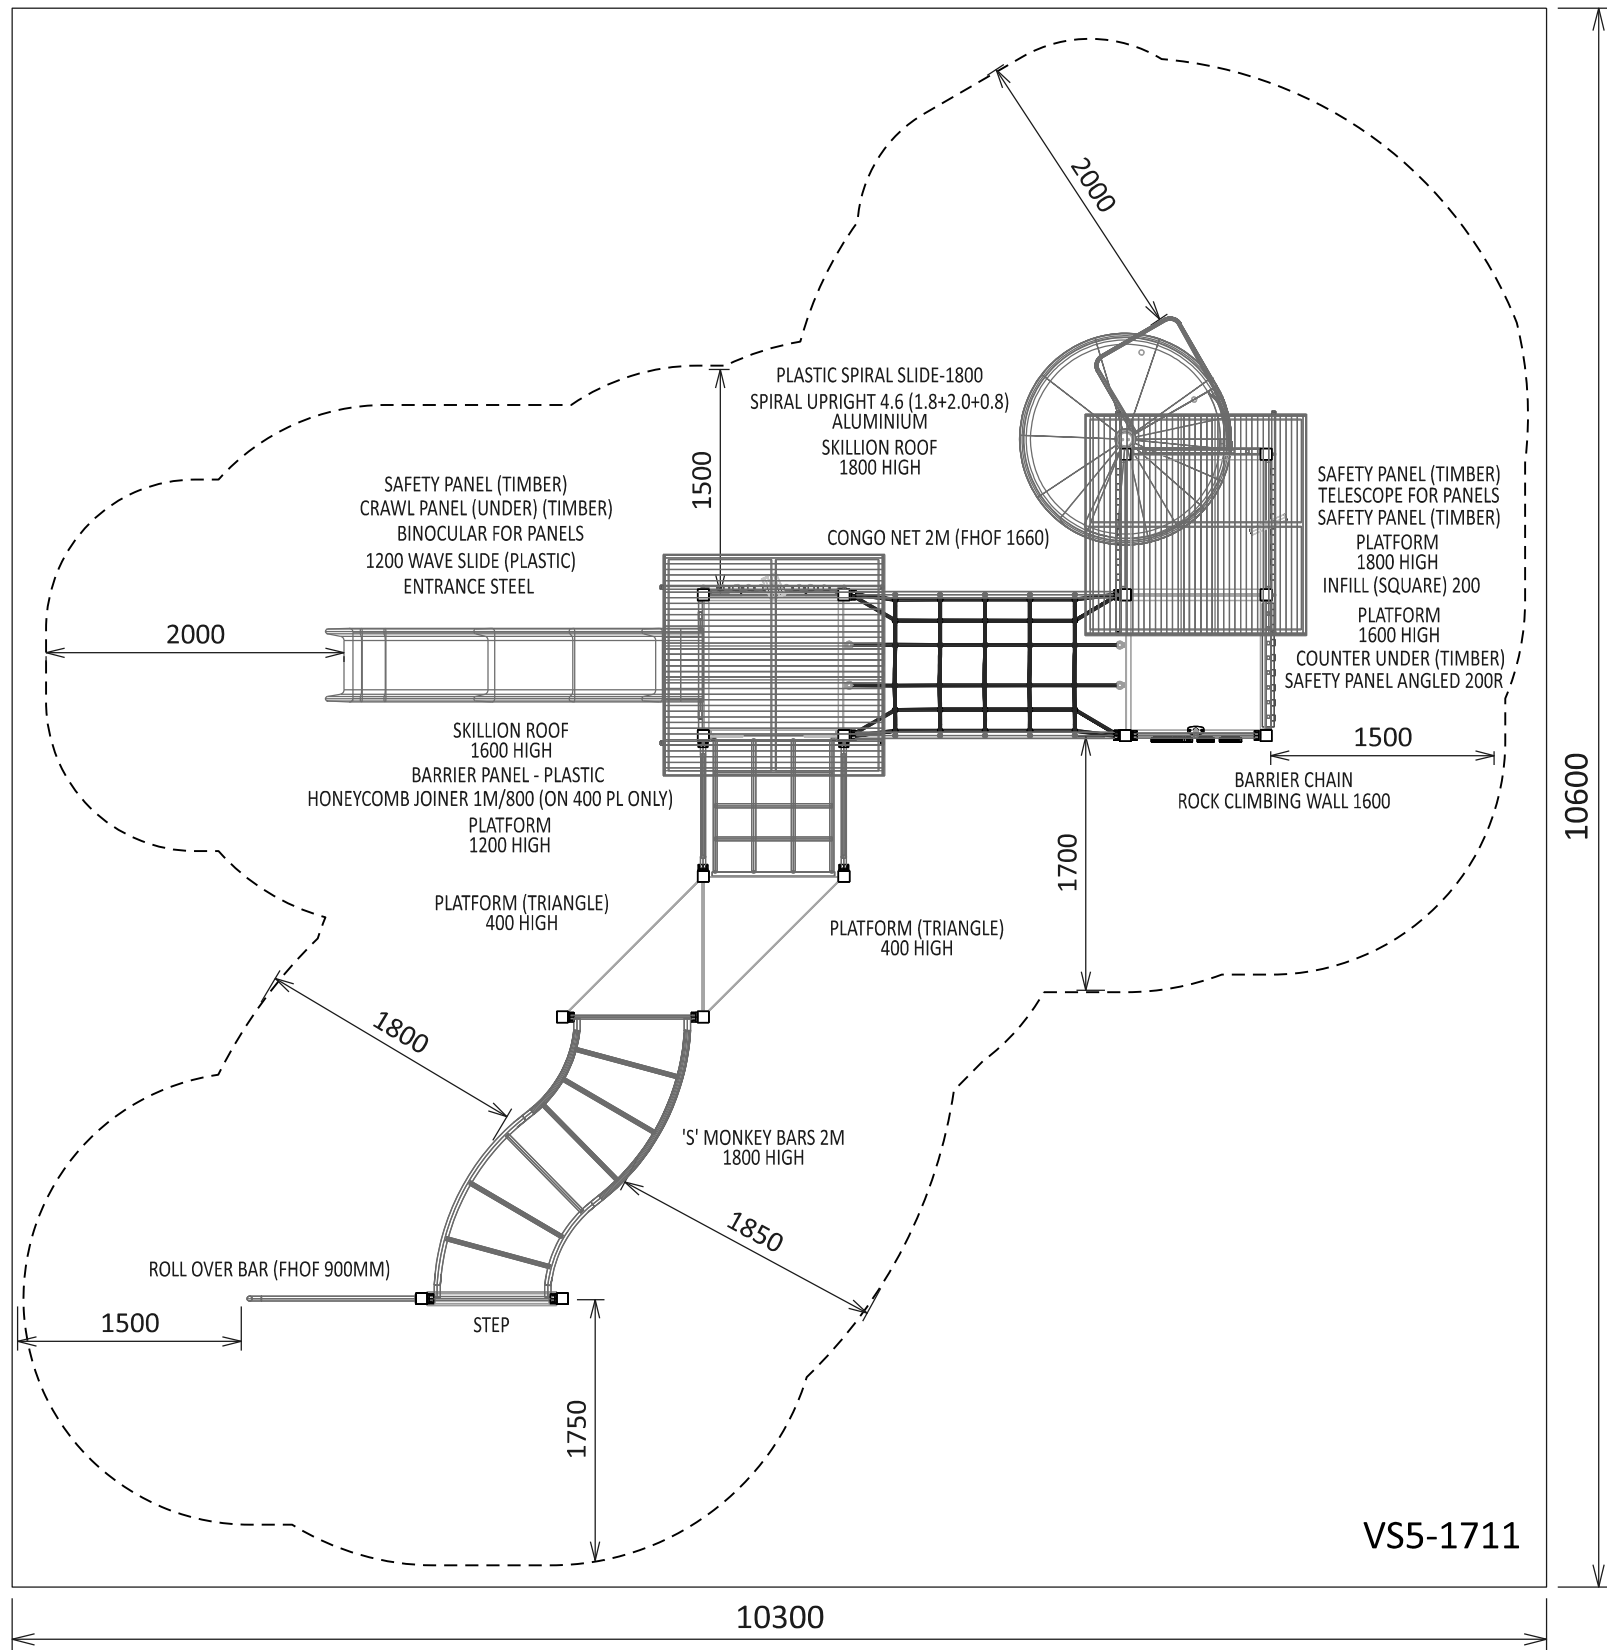 2000
PLASTIC SPIRAL SLIDE-1800
SPIRAL UPRIGHT 4.6 (1.8+2.0+0.8)
ALUMINIUM
SKILLION ROOF
1800 HIGH
1500
SAFETY PANEL (TIMBER)
CRAWL PANEL (UNDER) (TIMBER)
BINOCULAR FOR PANELS
1200 WAVE SLIDE (PLASTIC)
ENTRANCE STEEL
CONGO NET 2M (FHOF 1660)
SAFETY PANEL (TIMBER)
TELESCOPE FOR PANELS
SAFETY PANEL (TIMBER)
PLATFORM
1800 HIGH
INFILL (SQUARE) 200
PLATFORM
1600 HIGH
COUNTER UNDER (TIMBER)
SAFETY PANEL ANGLED 200R
2000
SKILLION ROOF
1600 HIGH
BARRIER PANEL - PLASTIC
HONEYCOMB JOINER 1M/800 (ON 400 PL ONLY)
PLATFORM
1200 HIGH
1500
BARRIER CHAIN
ROCK CLIMBING WALL 1600
10600
1700
PLATFORM (TRIANGLE)
400 HIGH
PLATFORM (TRIANGLE)
400 HIGH
1800
'S' MONKEY BARS 2M
1800 HIGH
1850
ROLL OVER BAR (FHOF 900MM)
1500
STEP
1750
VS5-1711
10300